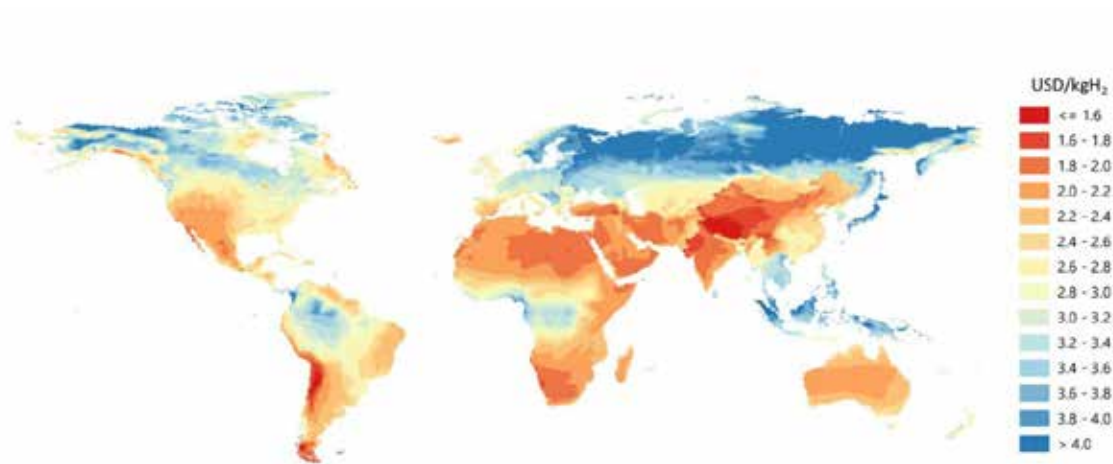 USD/kgH₂
<= 1.6
1.6 - 1.8
1.8 - 2.0
2.0 - 2.2
2.2 - 2.4
2.4 - 2.6
2.6 - 2.8
2.8 - 3.0
3.0 - 3.2
3.2 - 3.4
3.4 - 3.6
3.6 - 3.8
3.8 - 4.0
> 4.0